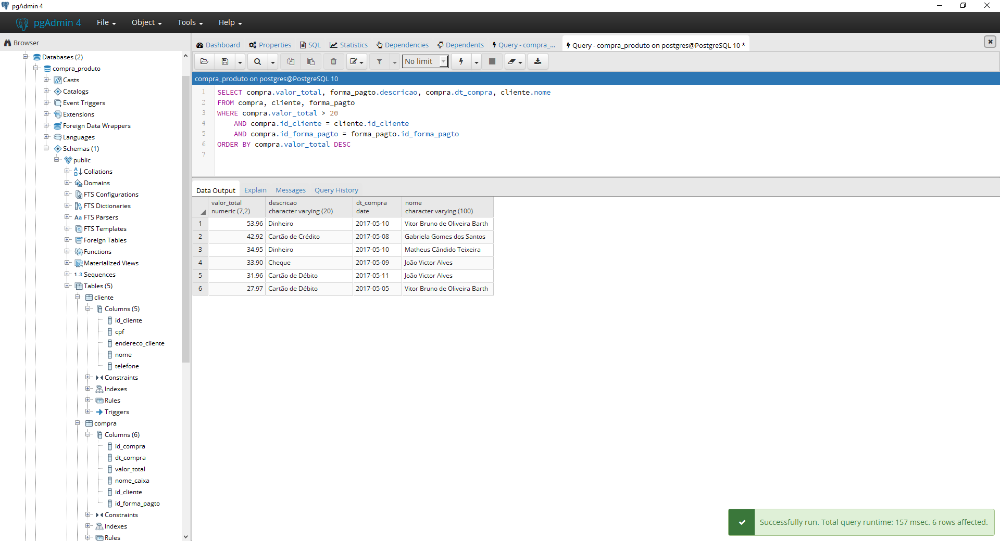 pgAdmin 4
pgAdmin 4 File Object Tools Help
Browser
Databases (2)
compra_produto
Casts
Catalogs
Event Triggers
Extensions
Foreign Data Wrappers
Languages
Schemas (1)
public
Collations
Domains
FTS Configurations
FTS Dictionaries
FTS Parsers
FTS Templates
Foreign Tables
Functions
Materialized Views
1..3 Sequences
Tables (5)
cliente
Columns (5)
id_cliente
cpf
endereco_cliente
nome
telefone
Constraints
Indexes
Rules
Triggers
compra
Columns (6)
id_compra
dt_compra
valor_total
nome_caixa
id_cliente
id_forma_pagto
Constraints
Indexes
Rules
Dashboard Properties SQL Statistics Dependencies Dependents Query - compra_... Query - compra_produto on postgres@PostgreSQL 10 *
No limit
compra_produto on postgres@PostgreSQL 10
1 SELECT compra.valor_total, forma_pagto.descricao, compra.dt_compra, cliente.nome
2 FROM compra, cliente, forma_pagto
3 WHERE compra.valor_total > 20
4 AND compra.id_cliente = cliente.id_cliente
5 AND compra.id_forma_pagto = forma_pagto.id_forma_pagto
6 ORDER BY compra.valor_total DESC
7
Data Output Explain Messages Query History
valor_total descricao dt_compra nome
numeric (7,2) character varying (20) date character varying (100)
1 53.96 Dinheiro 2017-05-10 Vitor Bruno de Oliveira Barth
2 42.92 Cartão de Crédito 2017-05-08 Gabriela Gomes dos Santos
3 34.95 Dinheiro 2017-05-10 Matheus Cândido Teixeira
4 33.90 Cheque 2017-05-09 João Victor Alves
5 31.96 Cartão de Débito 2017-05-11 João Victor Alves
6 27.97 Cartão de Débito 2017-05-05 Vitor Bruno de Oliveira Barth
Successfully run. Total query runtime: 157 msec. 6 rows affected.